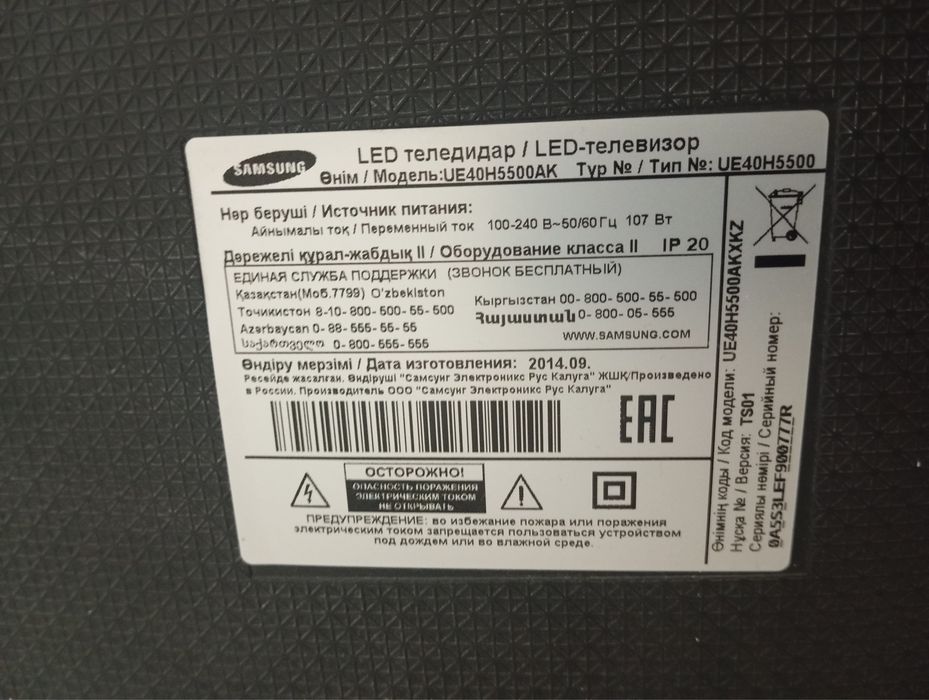 SAMSUNG
LED теледидар / LED-телевизор
Өнім / Модель:UE40H5500AK Түр № / Тип №: UE40H5500
Нәр беруші / Источник питания:
Айнымалы ток / Переменный ток 100-240 В~50/60 Гц 107 Вт
Дәрежелі құрал-жабдық II / Оборудование класса II IP 20
ЕДИНАЯ СЛУЖБА ПОДДЕРЖКИ (ЗВОНОК БЕСПЛАТНЫЙ)
Қазақстан(Моб.7799) O'zbekiston
Тоҷикистон 8-10-800-500-55-500
Azərbaycan 0-88-555-55-55
საქართველო 0-800-555-555
Кыргызстан 00-800-500-55-500
Հայաստան 0-800-05-555
WWW.SAMSUNG.COM
Өндіру мерзімі / Дата изготовления: 2014.09.
Ресейде жасалған. Өндіруші "Самсунг Электроникс Рус Калуга" ЖШҚ/Произведено
в России. Производитель ООО "Самсунг Электроникс Рус Калуга"
EAC
ОСТОРОЖНО!
ОПАСНОСТЬ ПОРАЖЕНИЯ
ЭЛЕКТРИЧЕСКИМ ТОКОМ
НЕ ОТКРЫВАТЬ
ПРЕДУПРЕЖДЕНИЕ: во избежание пожара или поражения
электрическим током запрещается пользоваться устройством
под дождем или во влажной среде.
Өнімнің коды / Код модели: UE40H5500AKXKZ
Нұсқа № / Версия: TS01
Сериялы нөмірі / Серийный номер:
0A5S3LEF900777R